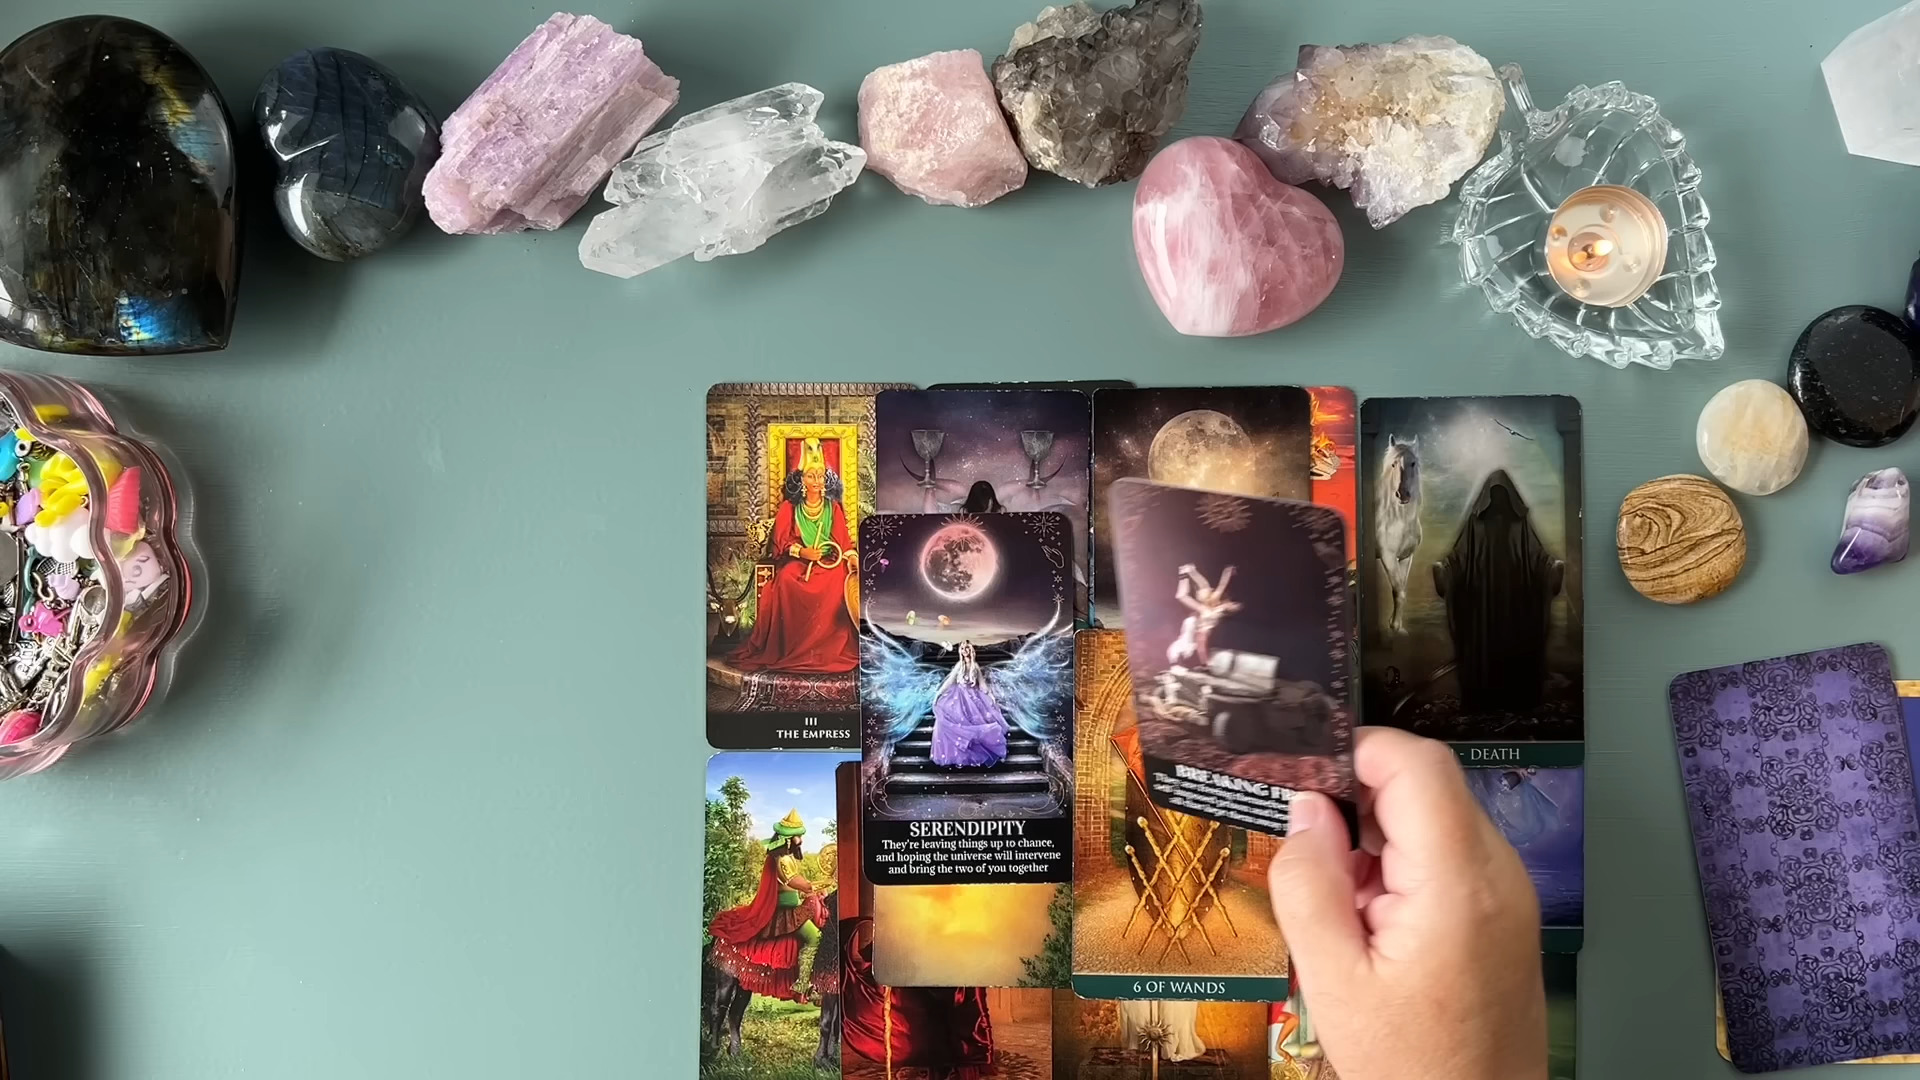 III
THE EMPRESS
- DEATH
SERENDIPITY
They're leaving things up to chance,
and hoping the universe will intervene
and bring the two of you together
BREAKING
6 OF WANDS